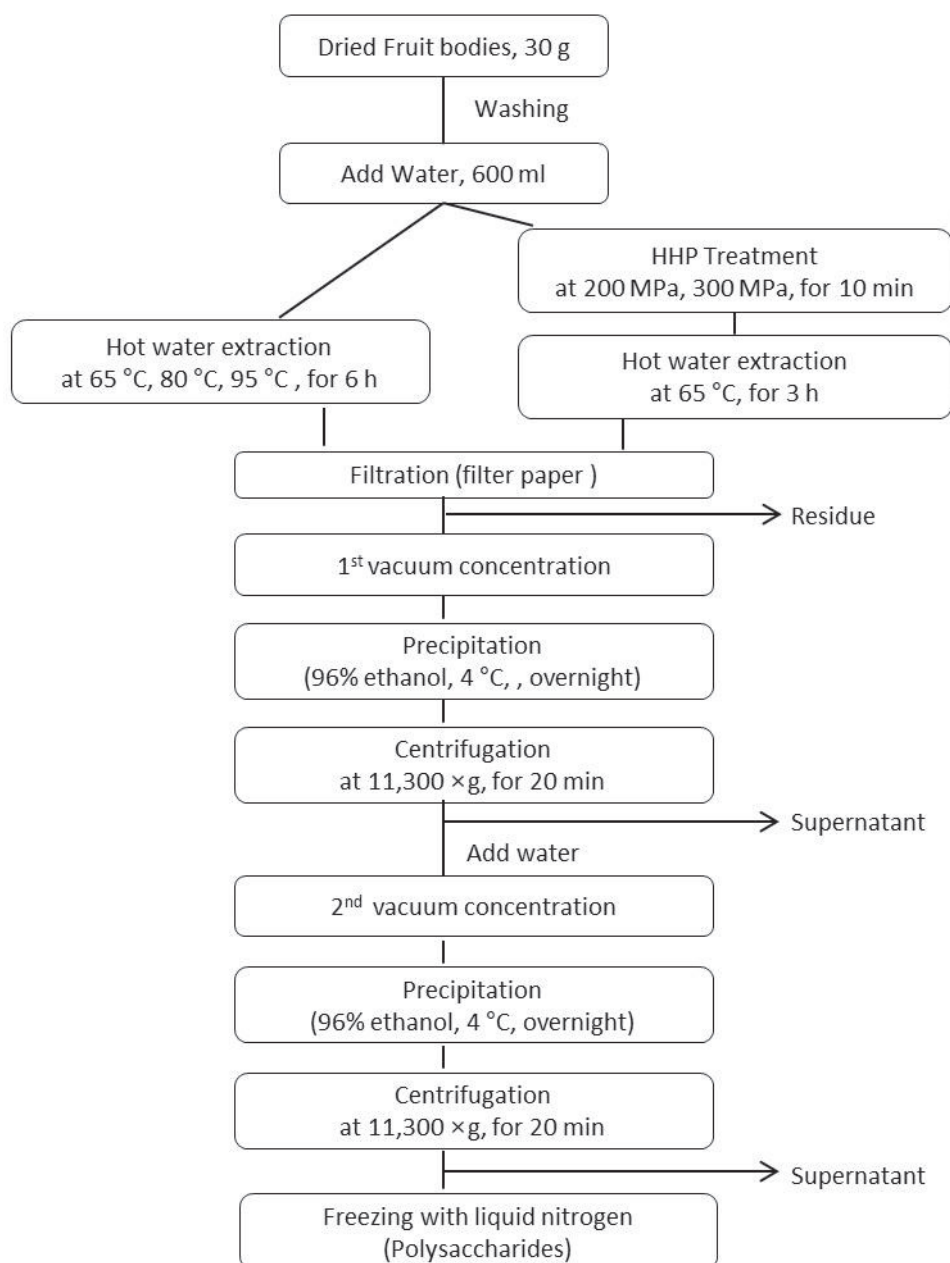 Dried Fruit bodies, 30 g
Washing
Add Water, 600 ml
HHP Treatment
at 200 MPa, 300 MPa, for 10 min
Hot water extraction
at 65 °C, 80 °C, 95 °C , for 6 h
Hot water extraction
at 65 °C, for 3 h
Filtration (filter paper )
Residue
1st vacuum concentration
Precipitation
(96% ethanol, 4 °C, , overnight)
Centrifugation
at 11,300 ×g, for 20 min
Supernatant
Add water
2nd vacuum concentration
Precipitation
(96% ethanol, 4 °C, overnight)
Centrifugation
at 11,300 ×g, for 20 min
Supernatant
Freezing with liquid nitrogen
(Polysaccharides)